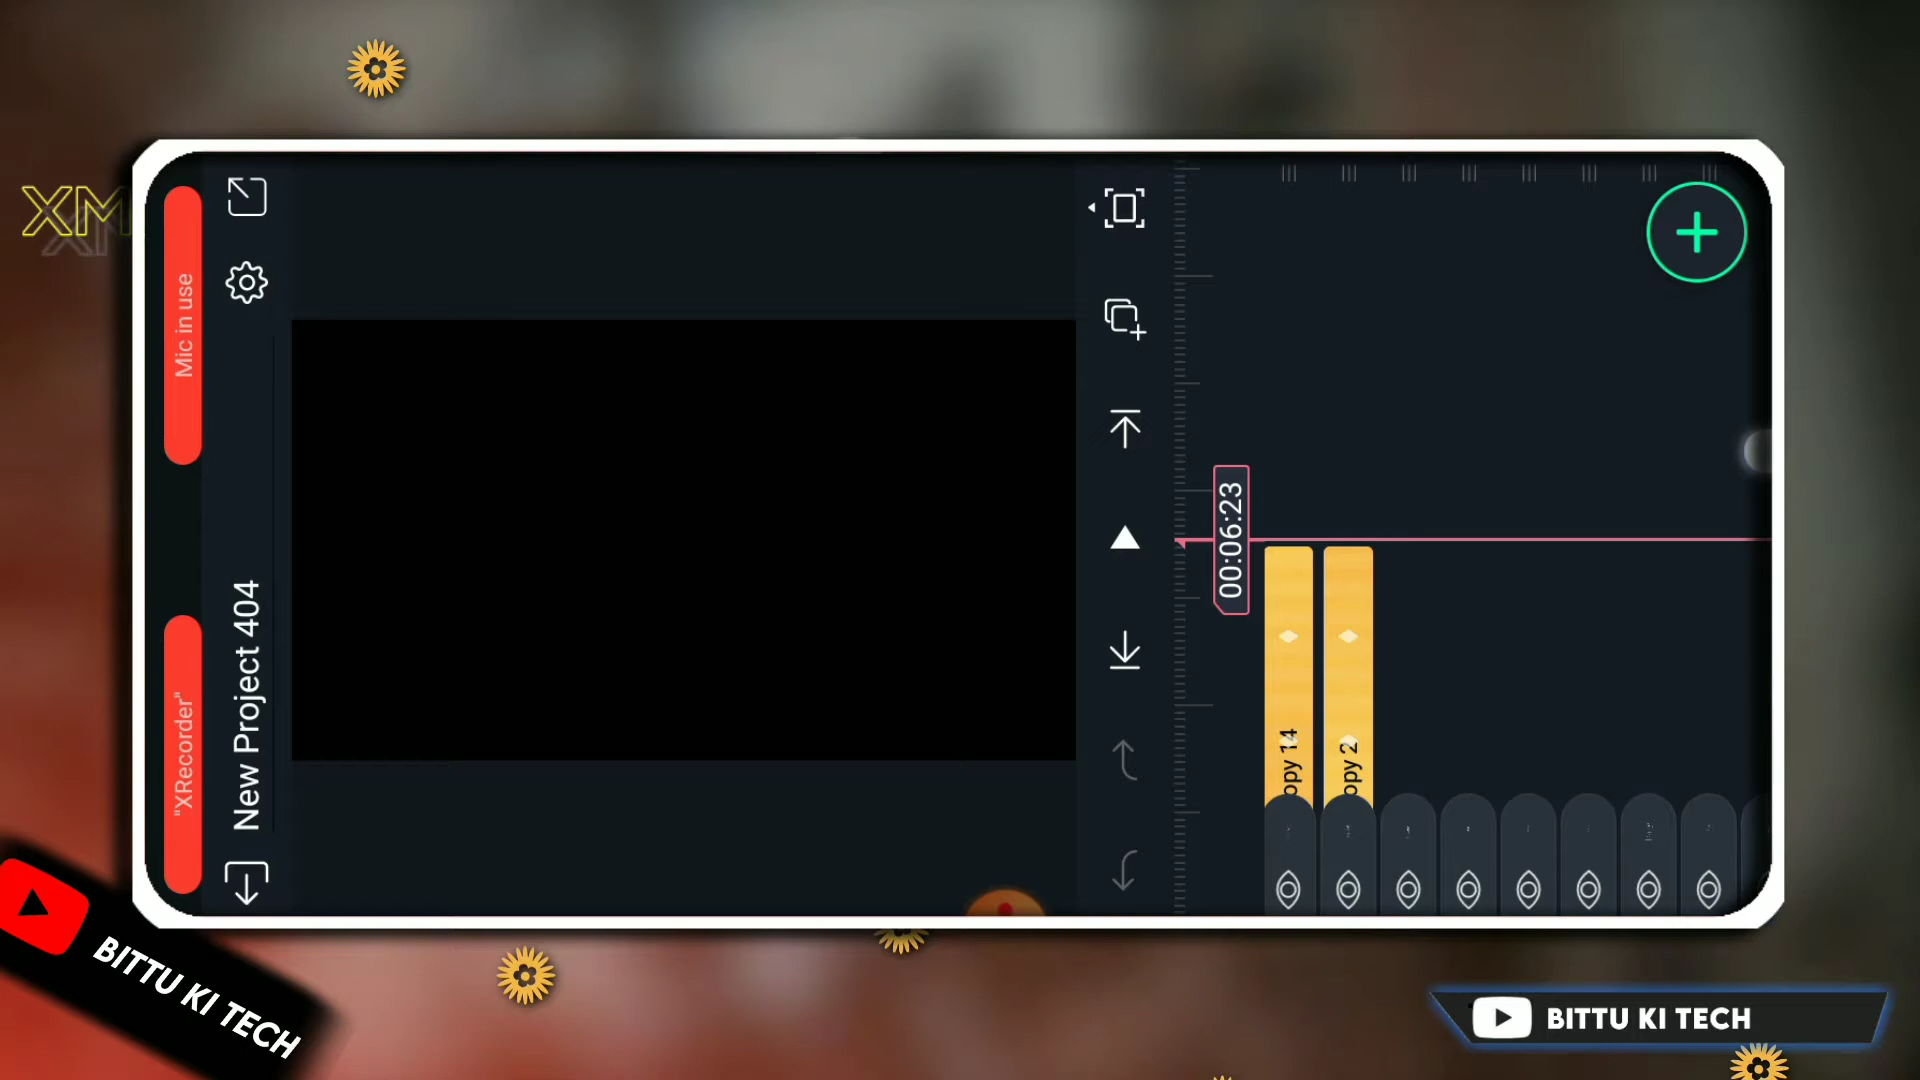 XM
Mic in use
"XRecorder"
New Project 404
00:06:23
opy 14
opy 2
BITTU KI TECH
BITTU KI TECH